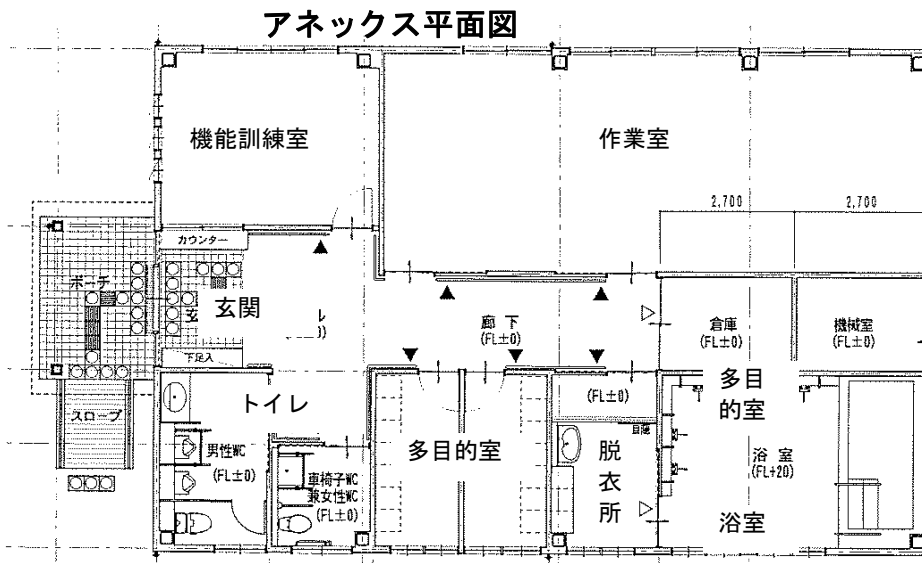 アネックス平面図
機能訓練室
作業室
2,700
2,700
カウンター
ポーチ
玄
玄関
下足入
廊 下
(FL±0)
倉庫
(FL±0)
機械室
(FL±0)
スロープ
トイレ
男性WC
(FL±0)
車椅子WC
兼女性WC
(FL±0)
多目的室
(FL±0)
目隠
脱
衣
所
多目
的室
浴 室
(FL+20)
浴室